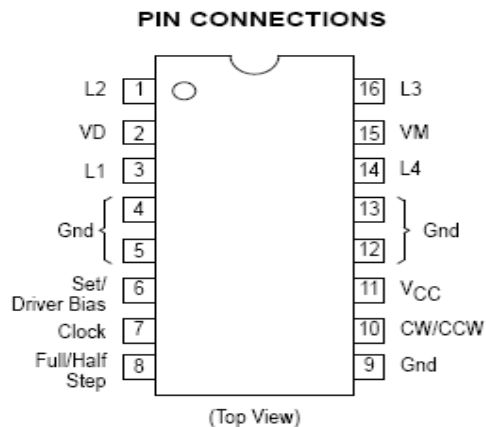 PIN CONNECTIONS
L2 1 16 L3
VD 2 15 VM
L1 3 14 L4
4 13
Gnd Gnd
5 12
Set/
Driver Bias 6 11 VCC
Clock 7 10 CW/CCW
Full/Half
Step 8 9 Gnd
(Top View)